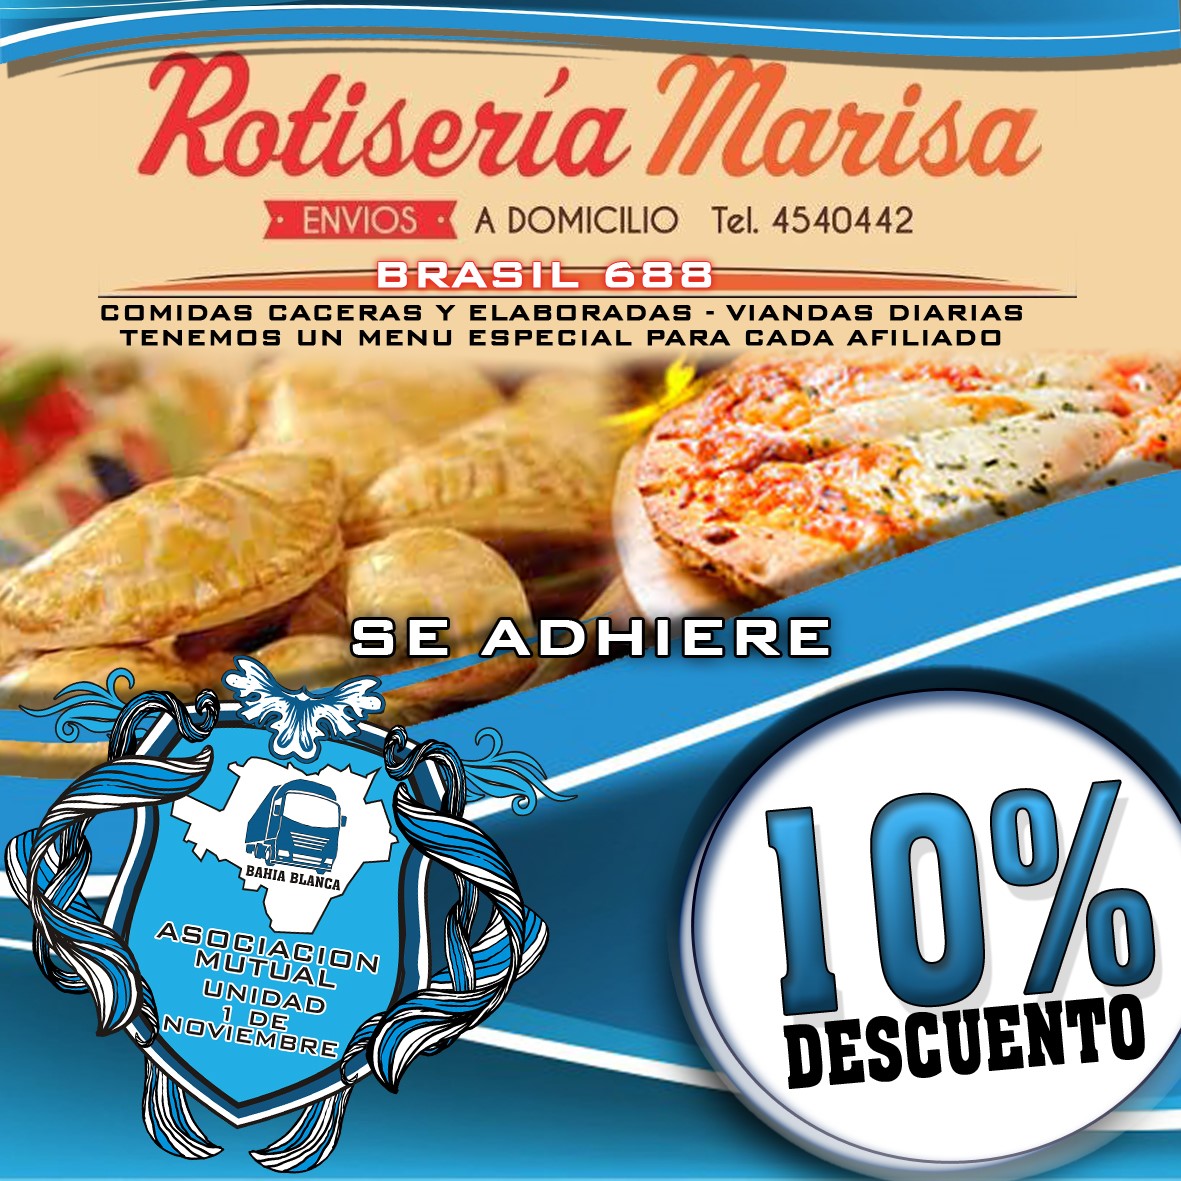 Rotisería Marisa
· ENVIOS · A DOMICILIO Tel. 4540442
BRASIL 688
COMIDAS CACERAS Y ELABORADAS - VIANDAS DIARIAS
TENEMOS UN MENU ESPECIAL PARA CADA AFILIADO
SE ADHIERE
BAHIA BLANCA
ASOCIACION
MUTUAL
UNIDAD
1 DE
NOVIEMBRE
10%
DESCUENTO